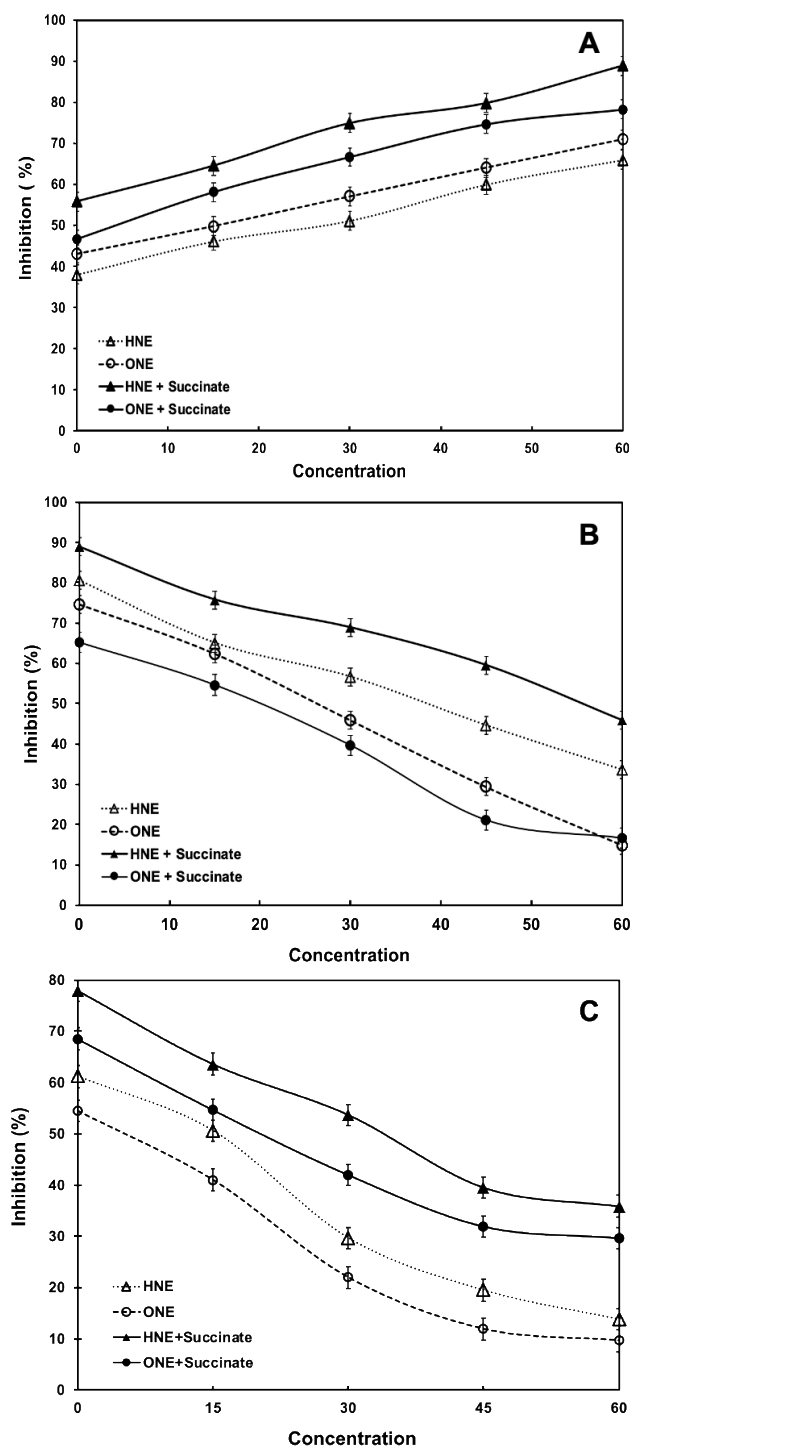 A
100
90
80
70
60
50
40
30
20
10
0
Inhibition ( %)
HNE
ONE
HNE + Succinate
ONE + Succinate
0 10 20 30 40 50 60
Concentration
B
100
90
80
70
60
50
40
30
20
10
0
Inhibition (%)
HNE
ONE
HNE + Succinate
ONE + Succinate
0 10 20 30 40 50 60
Concentration
C
80
70
60
50
40
30
20
10
0
Inhibition (%)
HNE
ONE
HNE+Succinate
ONE+Succinate
0 15 30 45 60
Concentration